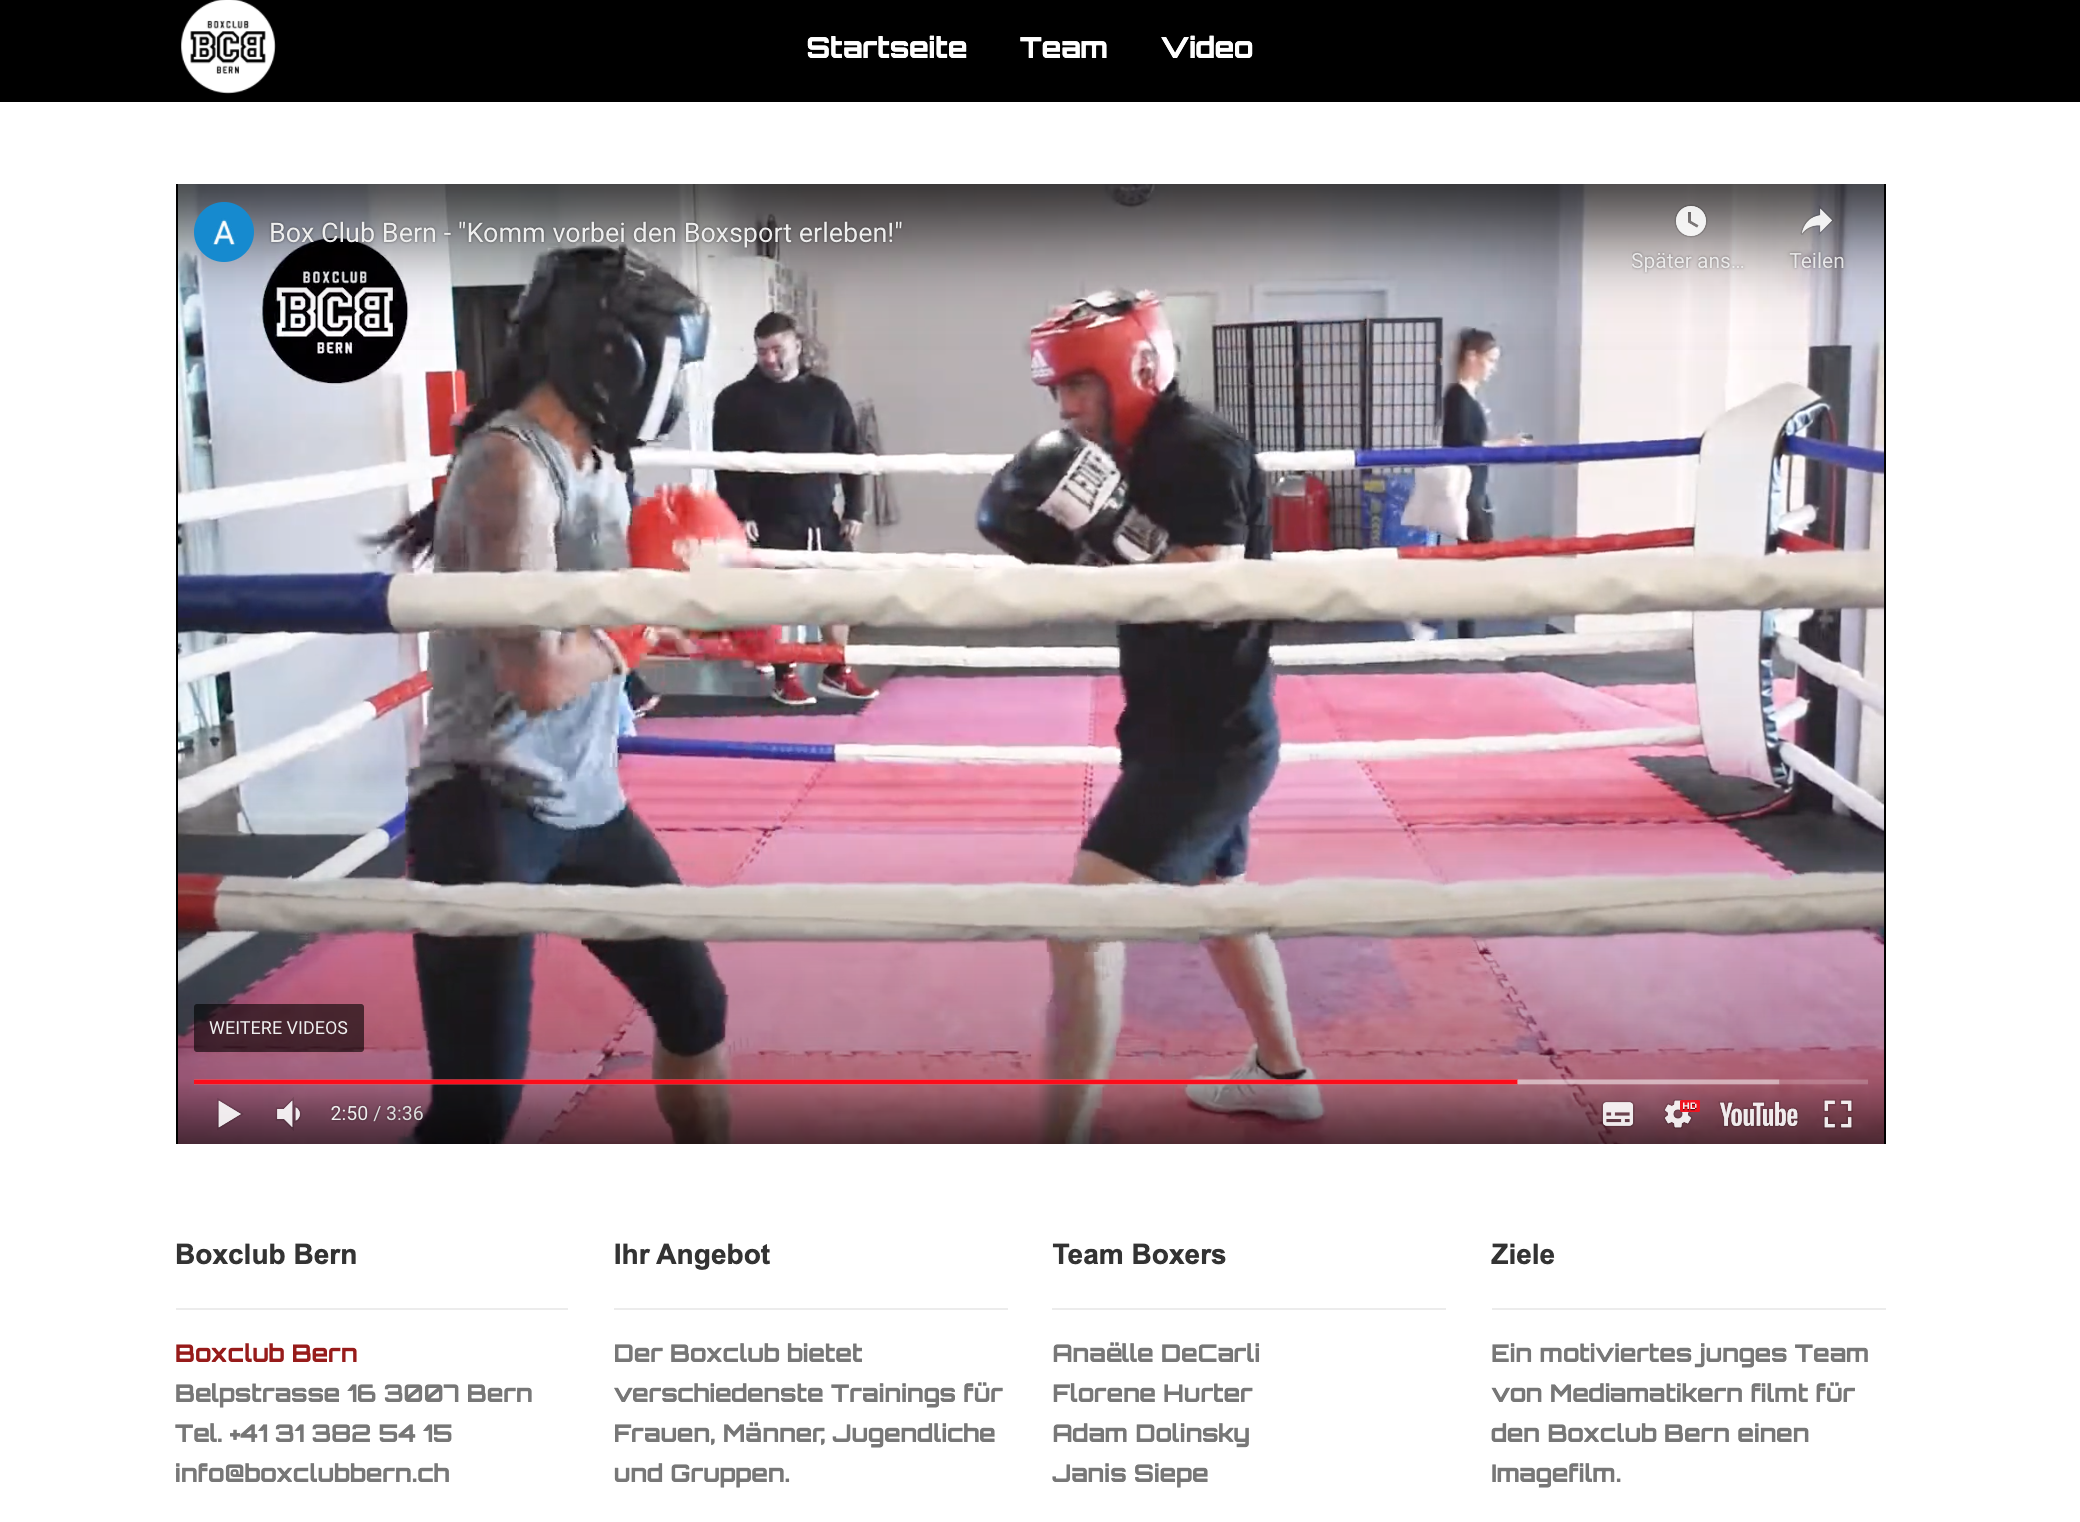 BOXCLUB
BCB
BERN
Startseite
Team
Video
A
Box Club Bern - "Komm vorbei den Boxsport erleben!"
Später ans...
Teilen
BOXCLUB
BCB
BERN
WEITERE VIDEOS
2:50 / 3:36
HD
YouTube
Boxclub Bern
Boxclub Bern
Belpstrasse 16 3007 Bern
Tel. +41 31 382 54 15
info@boxclubbern.ch
Ihr Angebot
Der Boxclub bietet
verschiedenste Trainings für
Frauen, Männer, Jugendliche
und Gruppen.
Team Boxers
Anaëlle DeCarli
Florene Hurter
Adam Dolinsky
Janis Siepe
Ziele
Ein motiviertes junges Team
von Mediamatikern filmt für
den Boxclub Bern einen
Imagefilm.